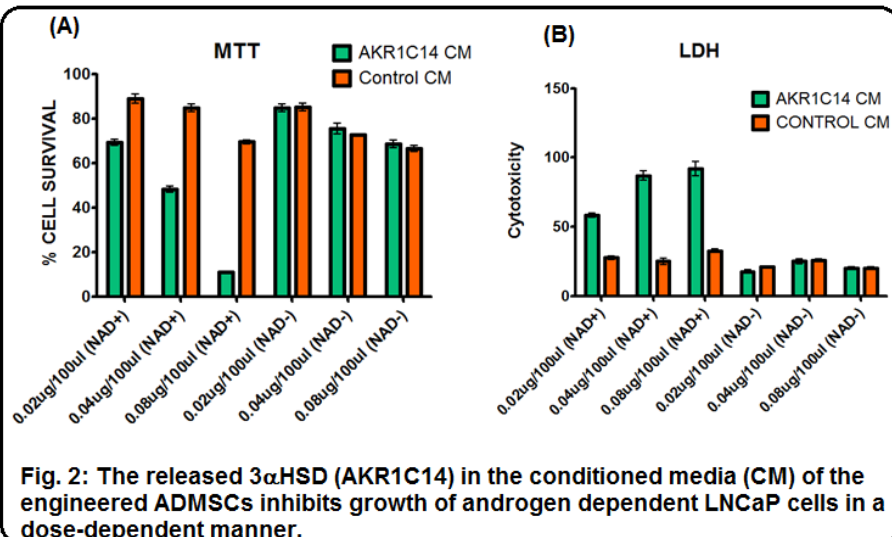 (A)
MTT
AKR1C14 CM
Control CM
% CELL SURVIVAL
100
80
60
40
20
0
0.02ug/100ul (NAD+)
0.04ug/100ul (NAD+)
0.08ug/100ul (NAD+)
0.02ug/100ul (NAD-)
0.04ug/100ul (NAD-)
0.08ug/100ul (NAD-)
(B)
LDH
AKR1C14 CM
CONTROL CM
Cytotoxicity
150
100
50
0
0.02ug/100ul (NAD+)
0.04ug/100ul (NAD+)
0.08ug/100ul (NAD+)
0.02ug/100ul (NAD-)
0.04ug/100ul (NAD-)
0.08ug/100ul (NAD-)
Fig. 2: The released 3αHSD (AKR1C14) in the conditioned media (CM) of the
engineered ADMSCs inhibits growth of androgen dependent LNCaP cells in a
dose-dependent manner.